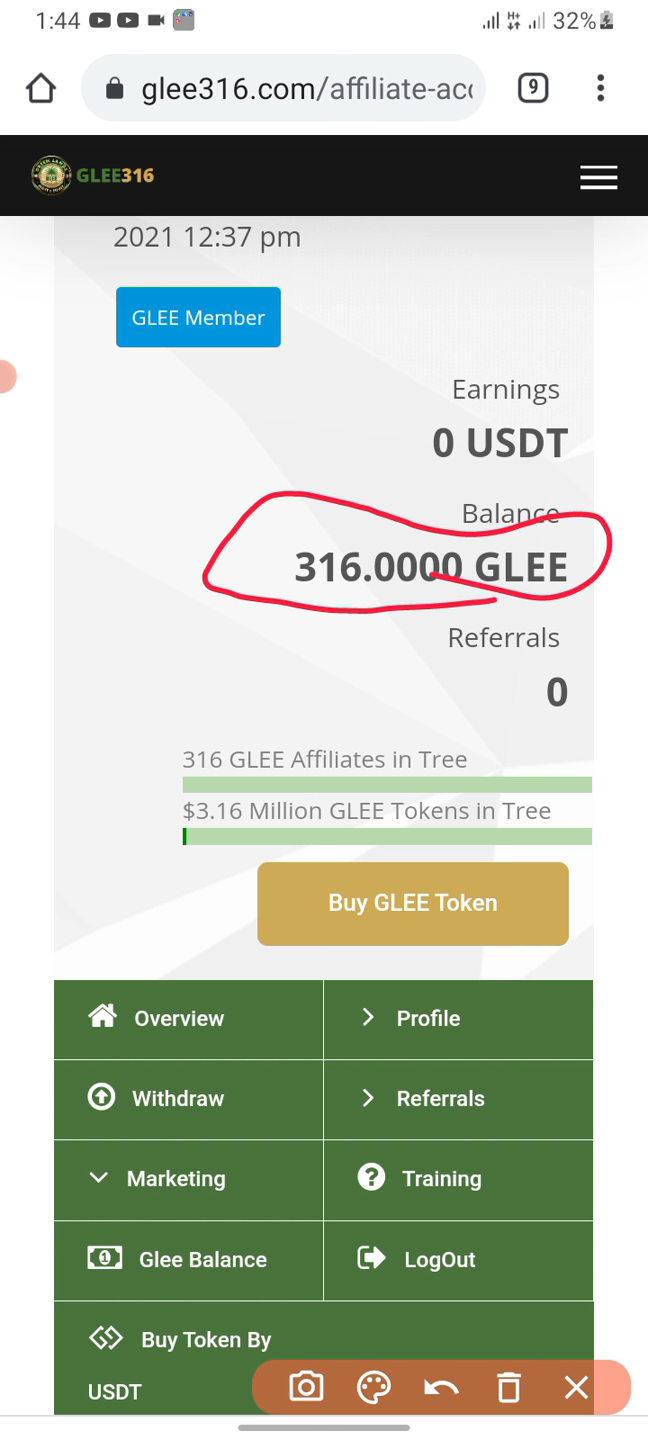 1:44 32%
glee316.com/affiliate-acc 9
GLEE316
2021 12:37 pm
GLEE Member
Earnings
0 USDT
Balance
316.0000 GLEE
Referrals
0
316 GLEE Affiliates in Tree
$3.16 Million GLEE Tokens in Tree
Buy GLEE Token
Overview
Profile
Withdraw
Referrals
Marketing
Training
Glee Balance
LogOut
Buy Token By
USDT